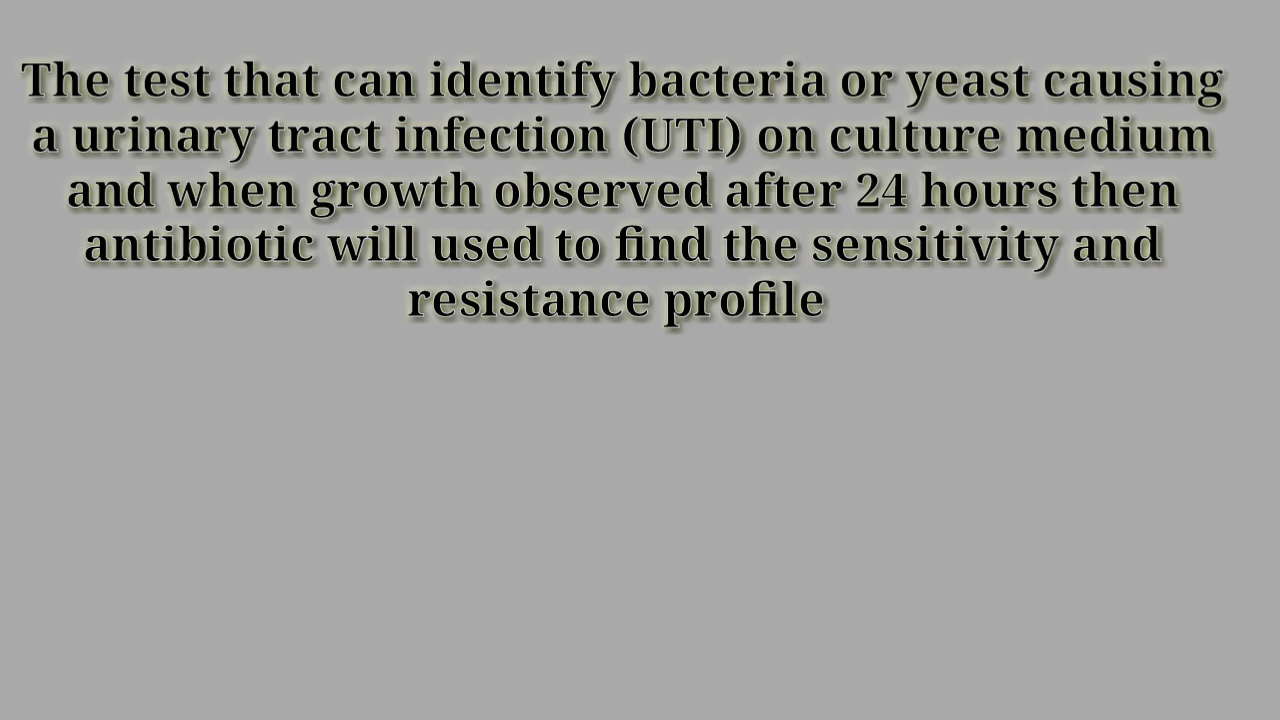 The test that can identify bacteria or yeast causing
a urinary tract infection (UTI) on culture medium
and when growth observed after 24 hours then
antibiotic will used to find the sensitivity and
resistance profile